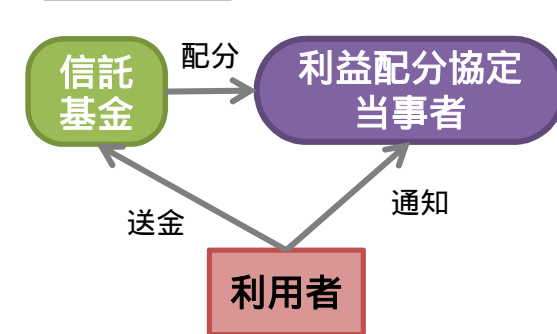 配分
信託
基金
利益配分協定
当事者
送金
通知
利用者